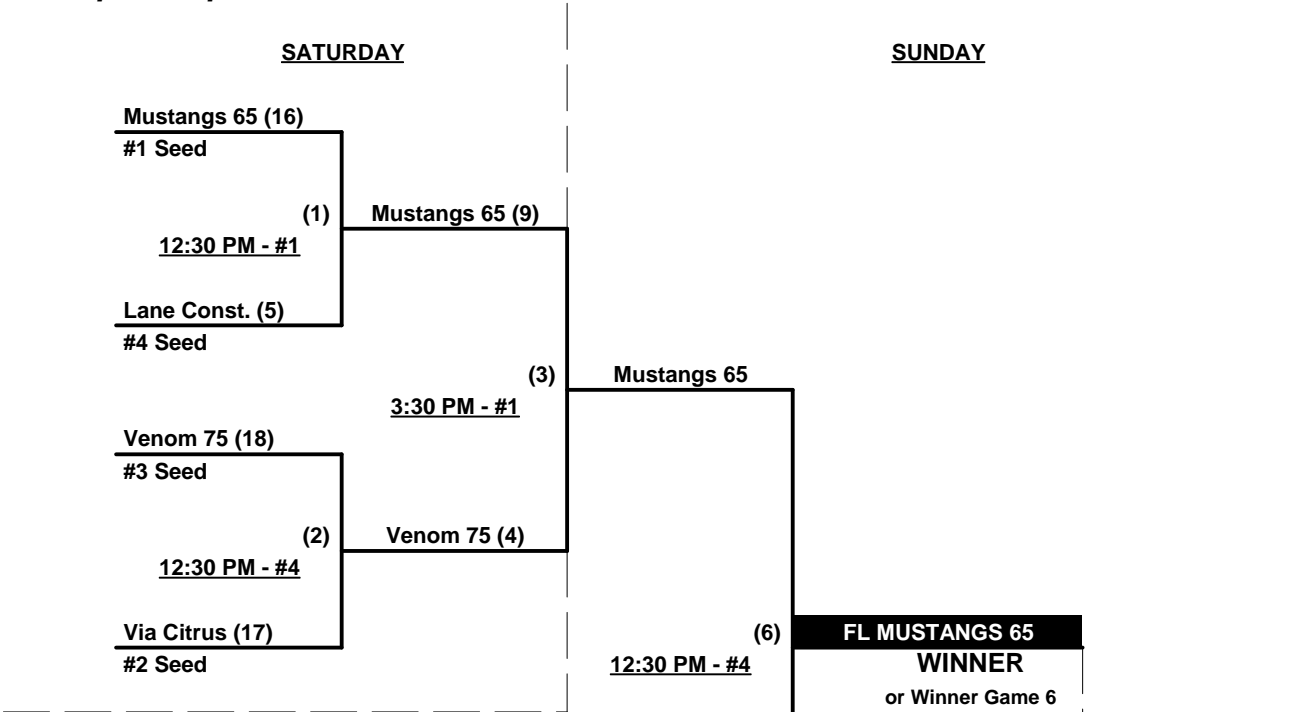 SATURDAY
SUNDAY
Mustangs 65 (16)
#1 Seed
(1)
Mustangs 65 (9)
12:30 PM - #1
Lane Const. (5)
#4 Seed
(3)
Mustangs 65
3:30 PM - #1
Venom 75 (18)
#3 Seed
(2)
Venom 75 (4)
12:30 PM - #4
Via Citrus (17)
#2 Seed
(6)
FL MUSTANGS 65
12:30 PM - #4
WINNER
or Winner Game 6